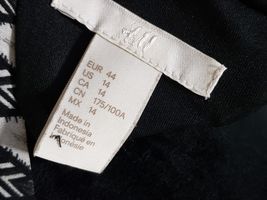 H&M
EUR 44
US 14
CA 14
CN 175/100A
MX 14
Made in
Indonesia
Fabriqué en
Indonésie